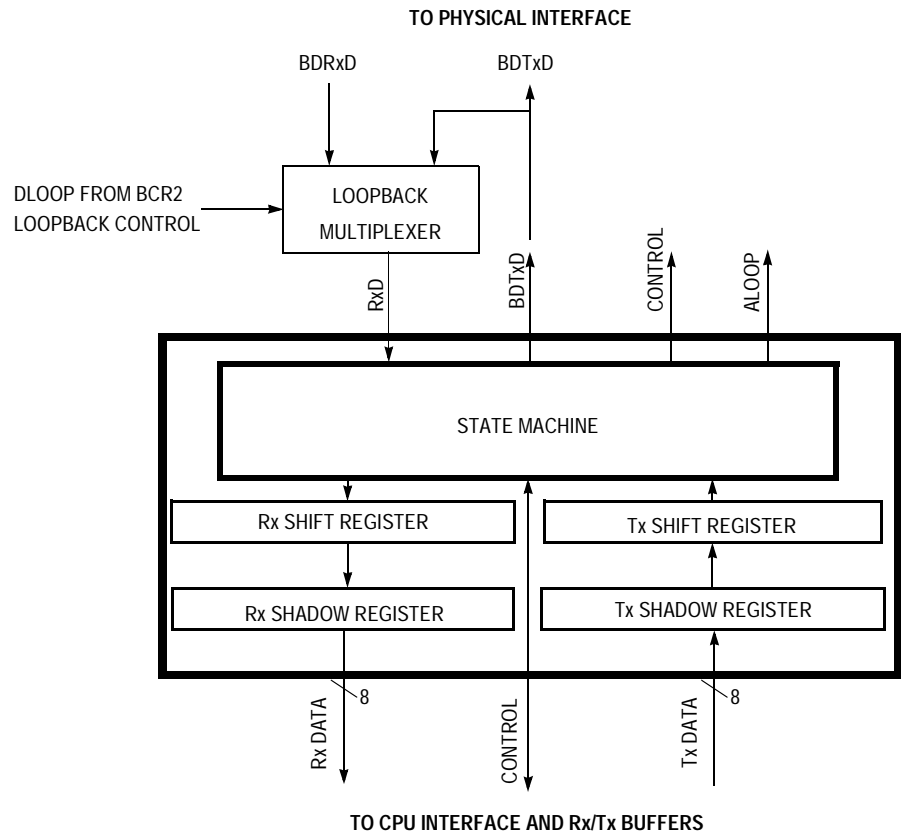 TO PHYSICAL INTERFACE
BDRxD
BDTxD
DLOOP FROM BCR2
LOOPBACK CONTROL
LOOPBACK
MULTIPLEXER
RxD
BDTxD
CONTROL
ALOOP
STATE MACHINE
Rx SHIFT REGISTER
Tx SHIFT REGISTER
Rx SHADOW REGISTER
Tx SHADOW REGISTER
8
8
Rx DATA
CONTROL
Tx DATA
TO CPU INTERFACE AND Rx/Tx BUFFERS